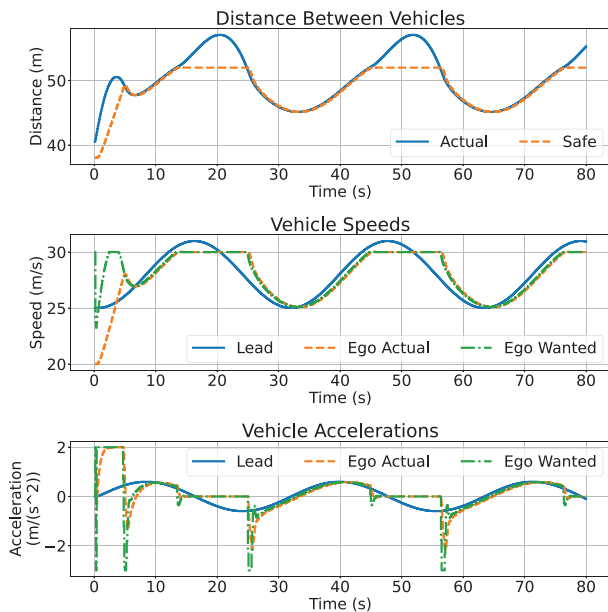 Distance Between Vehicles
Distance (m)
50
40
Actual
Safe
0 10 20 30 40 50 60 70 80
Time (s)
Vehicle Speeds
Speed (m/s)
30
25
20
Lead
Ego Actual
Ego Wanted
0 10 20 30 40 50 60 70 80
Time (s)
Vehicle Accelerations
Acceleration
(m/(s^2))
2
0
−2
Lead
Ego Actual
Ego Wanted
0 10 20 30 40 50 60 70 80
Time (s)